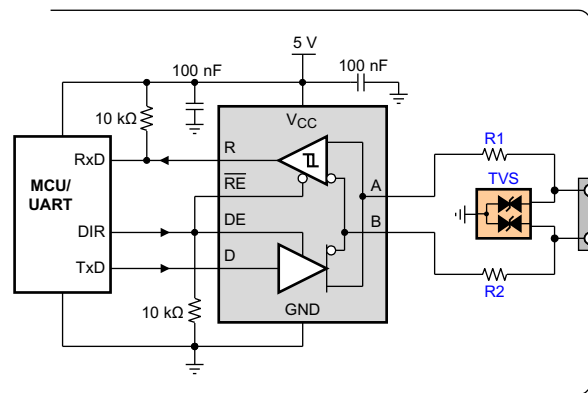 5 V
100 nF
100 nF
10 kΩ
VCC
R1
R
RxD
TVS
MCU/
UART
RE
A
DIR
DE
B
TxD
D
R2
10 kΩ
GND